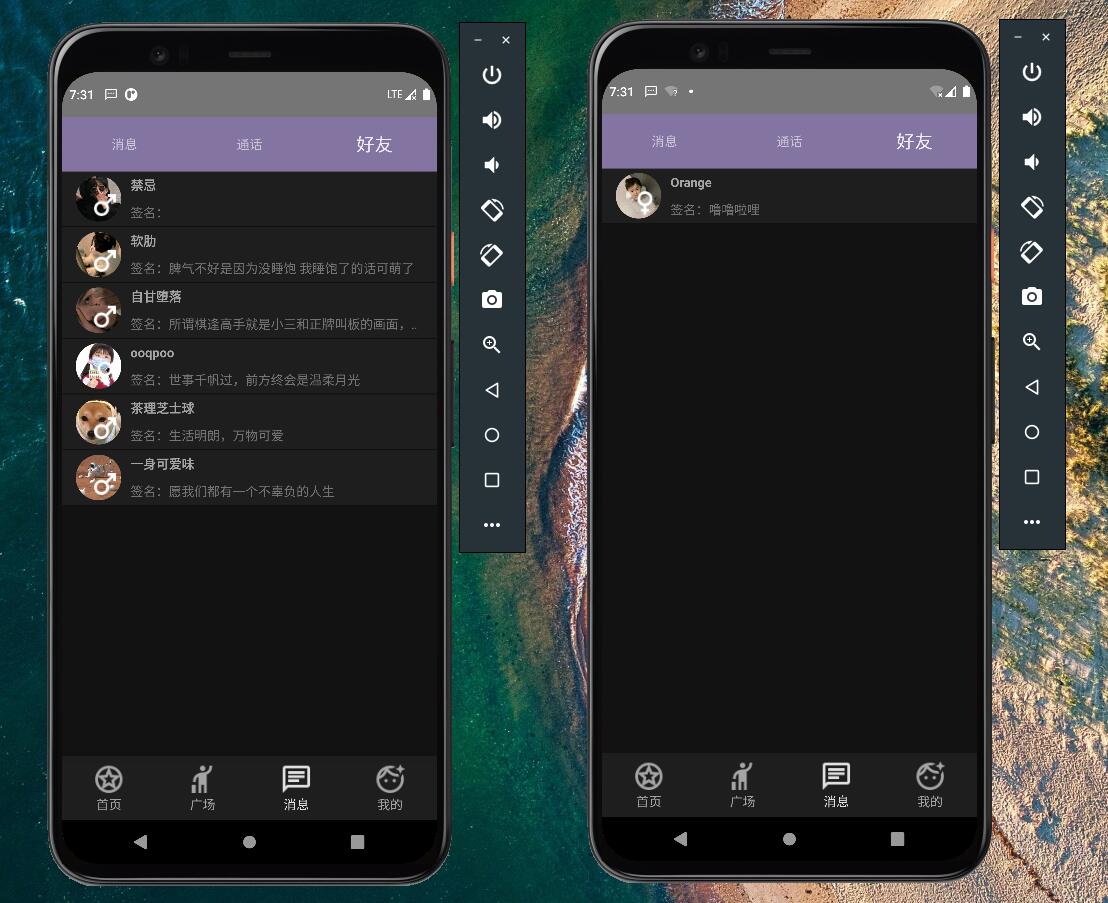 7:31
LTE
消息
通话
好友
禁忌
签名：
软肋
签名：脾气不好是因为没睡饱 我睡饱了的话可萌了
自甘堕落
签名：所谓棋逢高手就是小三和正牌叫板的画面，..
ooqpoo
签名：世事千帆过，前方终会是温柔月光
茶理芝士球
签名：生活明朗，万物可爱
一身可爱味
签名：愿我们都有一个不辜负的人生
首页
广场
消息
我的
7:31
消息
通话
好友
Orange
签名：噜噜啦哩
首页
广场
消息
我的